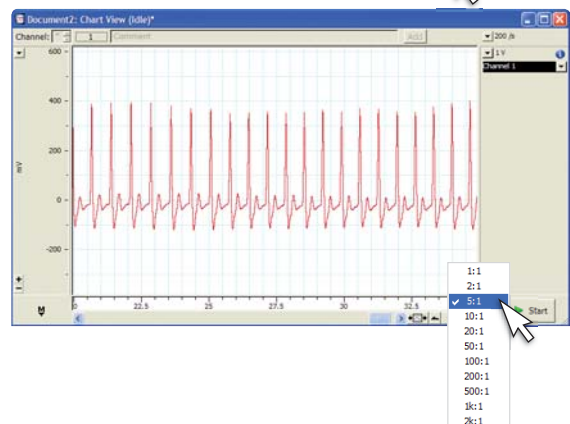 Document2: Chart View (Idle)*
Channel: 1 Comment Add 200 /s
600 1 V
Channel 1
400
200
mV
0
-200
M
22.5 25 27.5 30 32.5
Start
1:1
2:1
5:1
10:1
20:1
50:1
100:1
200:1
500:1
1k:1
2k:1